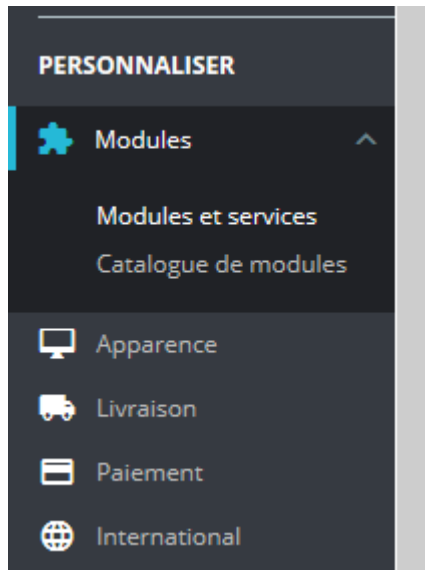 PERSONNALISER
Modules
Modules et services
Catalogue de modules
Apparence
Livraison
Paiement
International